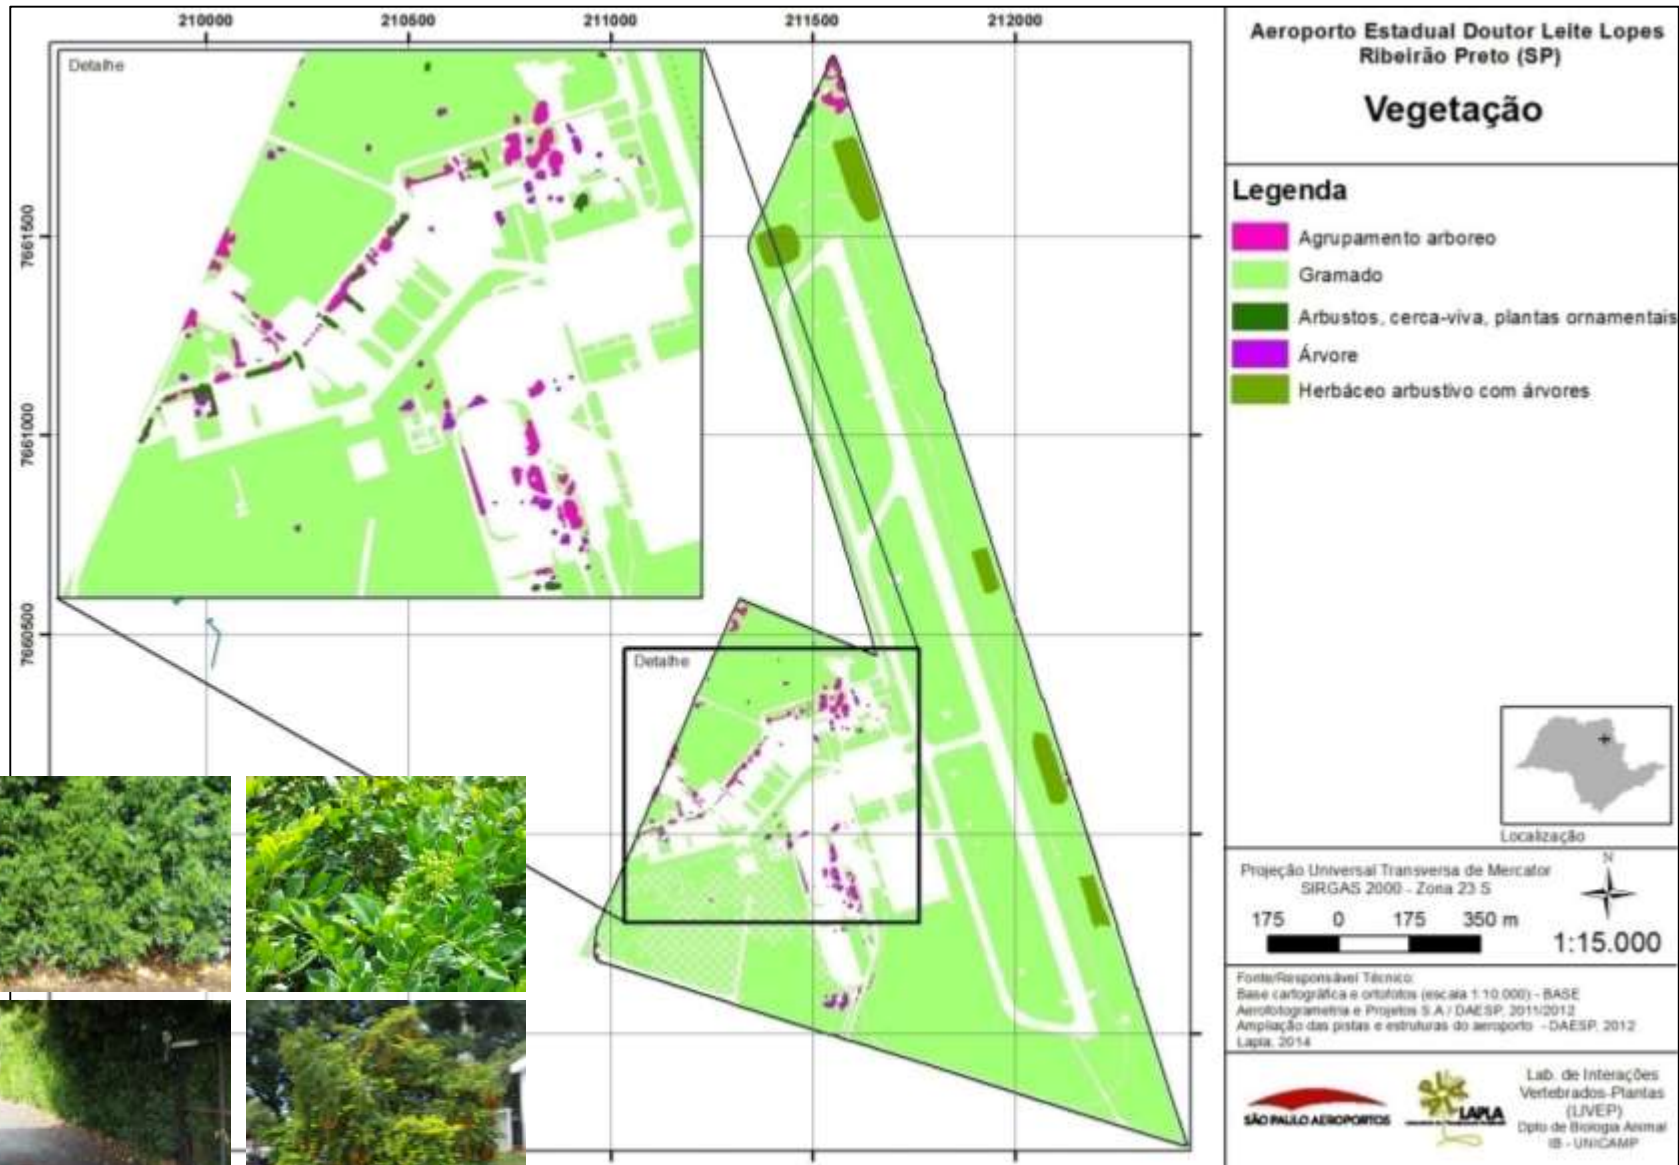 210000 210500 211000 211500 212000
Detalhe
7661500
7661000
7660500
Detalhe
Aeroporto Estadual Doutor Leite Lopes
Ribeirão Preto (SP)
Vegetação
Legenda
Agrupamento arboreo
Gramado
Arbustos, cerca-viva, plantas ornamentais
Árvore
Herbáceo arbustivo com árvores
Localização
Projeção Universal Transversa de Mercator
SIRGAS 2000 - Zona 23 S
N
175 0 175 350 m
1:15.000
Fonte/Responsável Técnico:
Base cartográfica e ortofotos (escala 1:10.000) - BASE
Aerofotogrametria e Projetos S.A / DAESP, 2011/2012
Ampliação das pistas e estruturas do aeroporto - DAESP, 2012
Lapla, 2014
SÃO PAULO AEROPORTOS
LAPLA
Lab. de Interações
Vertebrados-Plantas
(LIVEP)
Dpto de Biologia Animal
IB - UNICAMP